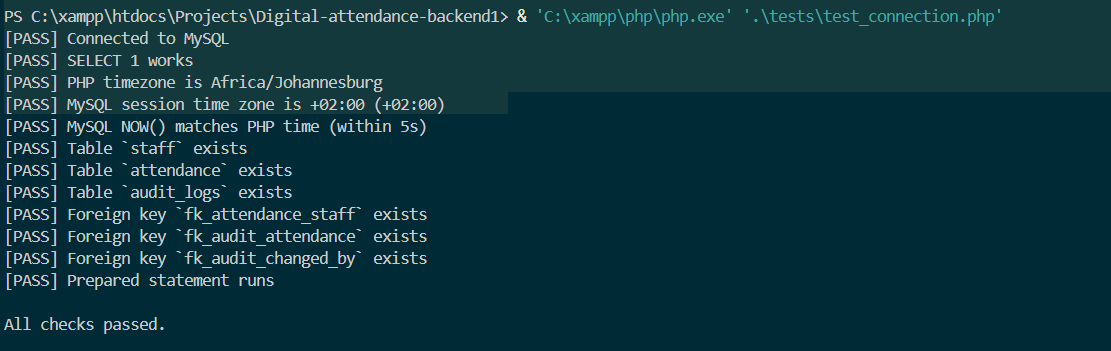 PS C:\xampp\htdocs\Projects\Digital-attendance-backend1> & 'C:\xampp\php\php.exe' '.\tests\test_connection.php'
[PASS] Connected to MySQL
[PASS] SELECT 1 works
[PASS] PHP timezone is Africa/Johannesburg
[PASS] MySQL session time zone is +02:00 (+02:00)
[PASS] MySQL NOW() matches PHP time (within 5s)
[PASS] Table `staff` exists
[PASS] Table `attendance` exists
[PASS] Table `audit_logs` exists
[PASS] Foreign key `fk_attendance_staff` exists
[PASS] Foreign key `fk_audit_attendance` exists
[PASS] Foreign key `fk_audit_changed_by` exists
[PASS] Prepared statement runs
All checks passed.